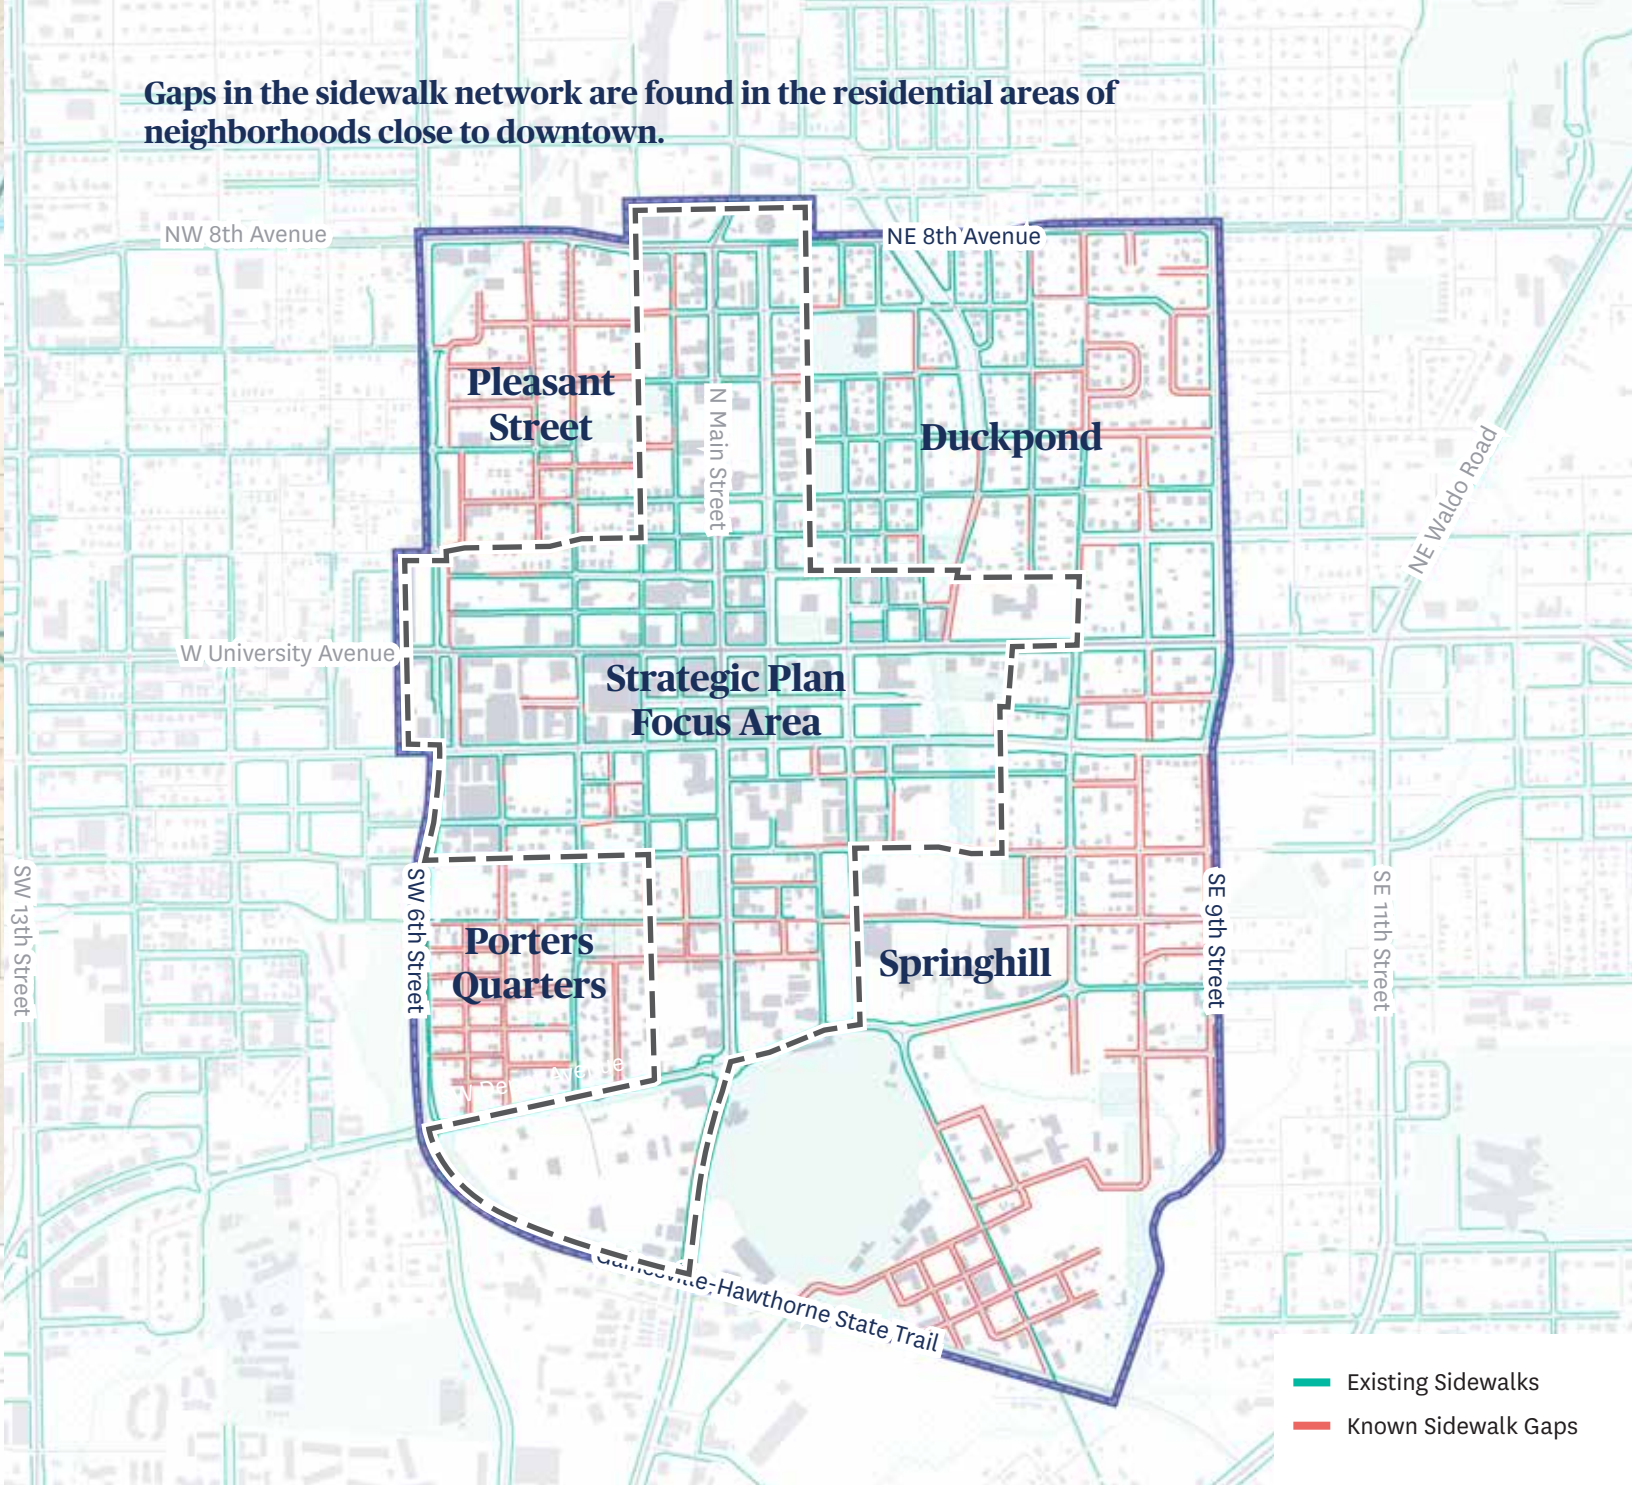 Gaps in the sidewalk network are found in the residential areas of
neighborhoods close to downtown.
NW 8th Avenue
NE 8th Avenue
Pleasant
Street
N Main Street
Duckpond
NE Waldo Road
W University Avenue
Strategic Plan
Focus Area
SW 13th Street
SW 6th Street
Porters
Quarters
Springhill
SE 9th Street
SE 11th Street
Avenue
Gainesville-Hawthorne State Trail
Existing Sidewalks
Known Sidewalk Gaps